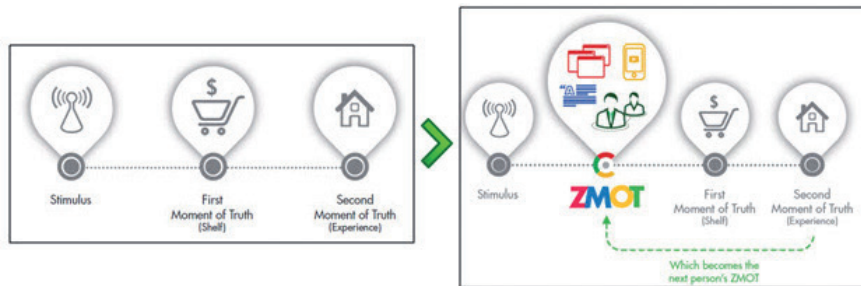 $
Stimulus
First
Moment of Truth
(Shelf)
Second
Moment of Truth
(Experience)
"A
$
ZMOT
Stimulus
First
Moment of Truth
(Shelf)
Second
Moment of Truth
(Experience)
Which becomes the
next person's ZMOT